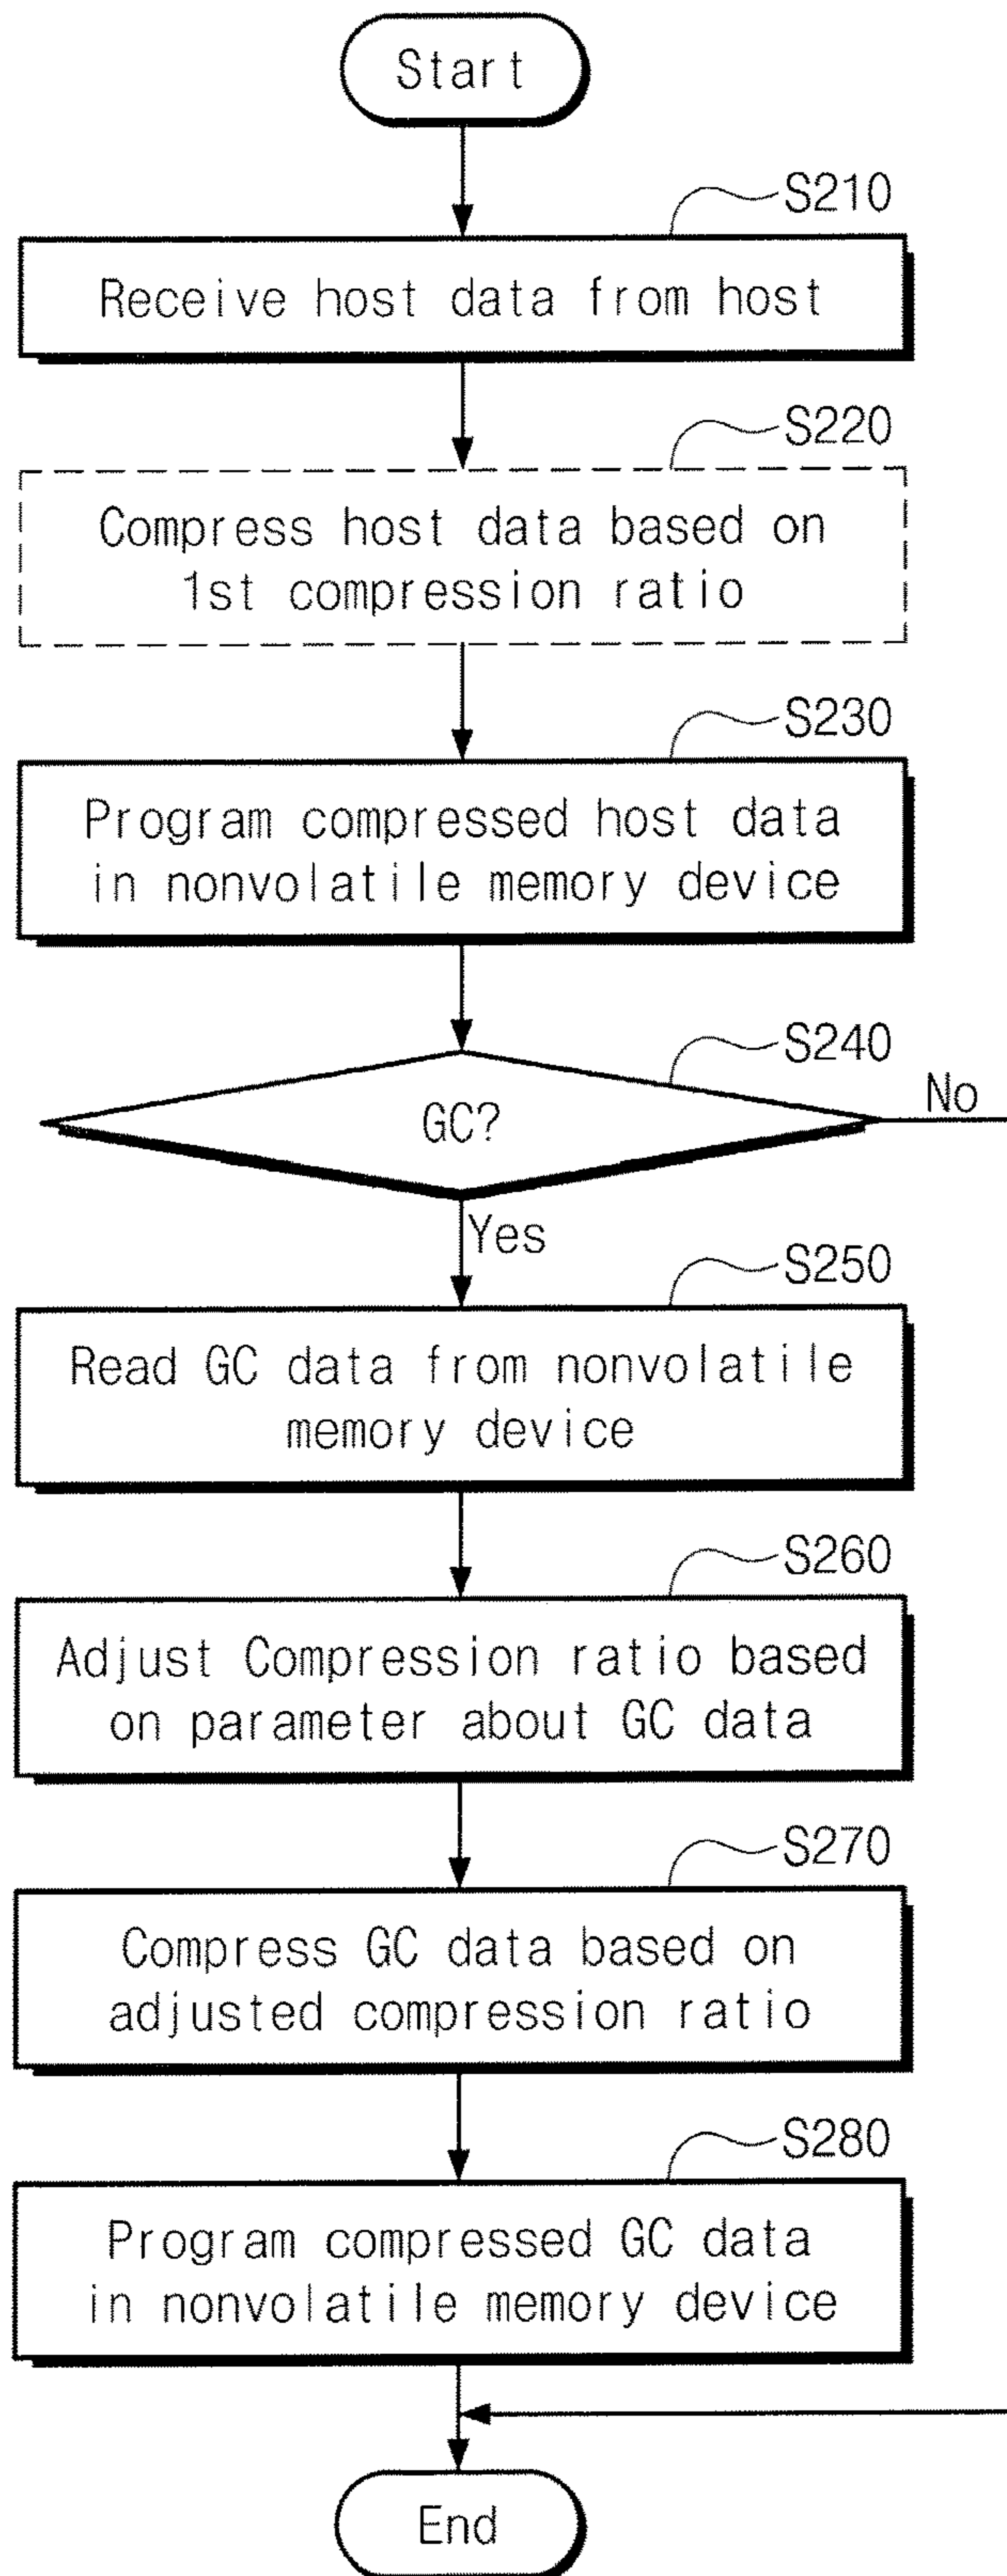 Start
S210
Receive host data from host
S220
Compress host data based on
1st compression ratio
S230
Program compressed host data
in nonvolatile memory device
S240
GC?
No
Yes
S250
Read GC data from nonvolatile
memory device
S260
Adjust Compression ratio based
on parameter about GC data
S270
Compress GC data based on
adjusted compression ratio
S280
Program compressed GC data
in nonvolatile memory device
End